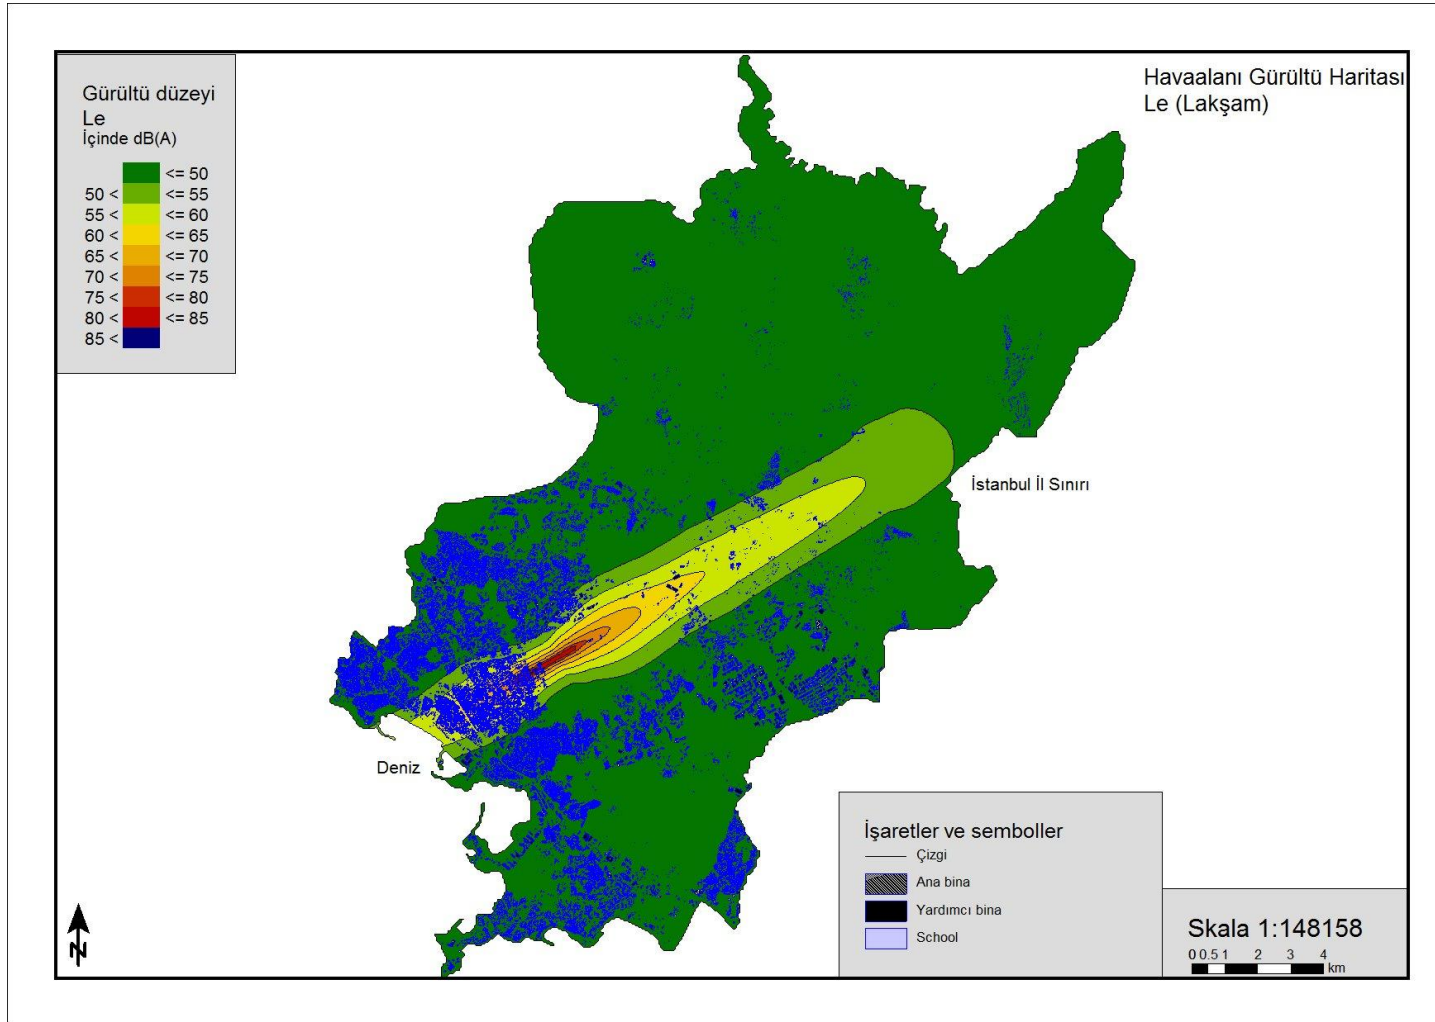 Gürültü düzeyi
Le
İçinde dB(A)
<= 50
50 < <= 55
55 < <= 60
60 < <= 65
65 < <= 70
70 < <= 75
75 < <= 80
80 < <= 85
85 <
Havaalanı Gürültü Haritası
Le (Lakşam)
İstanbul İl Sınırı
Deniz
İşaretler ve semboller
Çizgi
Ana bina
Yardımcı bina
School
Skala 1:148158
0 0.5 1 2 3 4
km
N